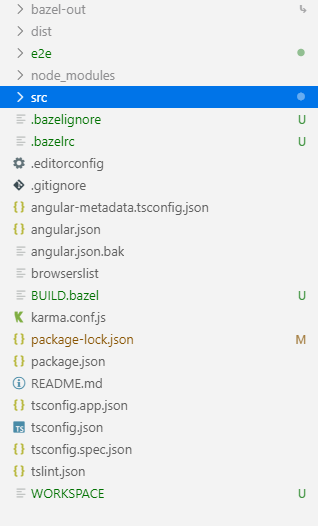 bazel-out
dist
e2e
node_modules
src
.bazelignore U
.bazelrc U
.editorconfig
.gitignore
angular-metadata.tsconfig.json
angular.json
angular.json.bak
browserslist
BUILD.bazel U
karma.conf.js
package-lock.json M
package.json
README.md
tsconfig.app.json
TS tsconfig.json
tsconfig.spec.json
tslint.json
WORKSPACE U